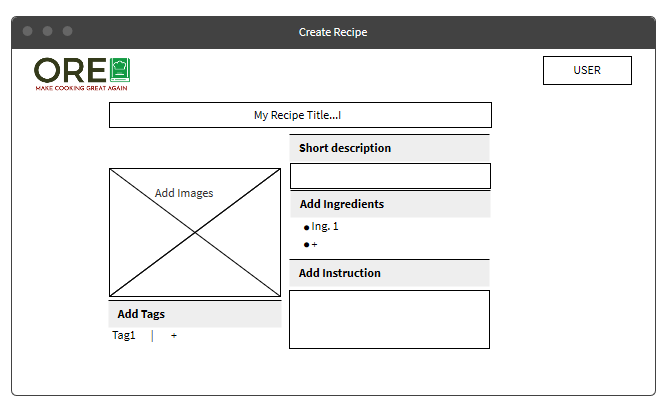 Create Recipe
ORE
MAKE COOKING GREAT AGAIN
USER
My Recipe Title...I
Short description
Add Images
Add Ingredients
Ing. 1
+
Add Instruction
Add Tags
Tag1 | +